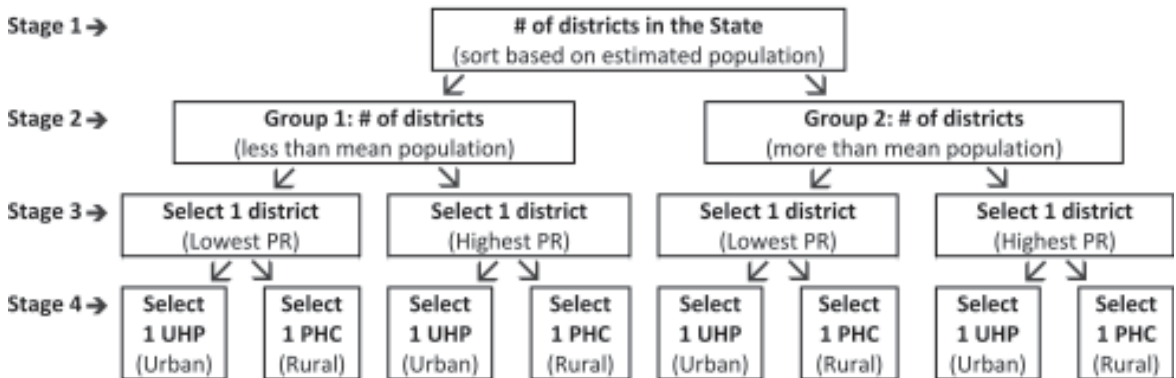 Stage 1→ # of districts in the State
(sort based on estimated population)
Stage 2→ Group 1: # of districts Group 2: # of districts
(less than mean population) (more than mean population)
Stage 3→ Select 1 district Select 1 district Select 1 district Select 1 district
(Lowest PR) (Highest PR) (Lowest PR) (Highest PR)
Stage 4→ Select Select Select Select Select Select Select Select
1 UHP 1 PHC 1 UHP 1 PHC 1 UHP 1 PHC 1 UHP 1 PHC
(Urban) (Rural) (Urban) (Rural) (Urban) (Rural) (Urban) (Rural)